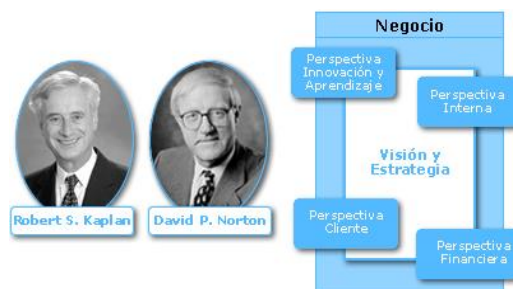 Robert S. Kaplan
David P. Norton
Negocio
Perspectiva
Innovación y
Aprendizaje
Perspectiva
Interna
Visión y
Estrategia
Perspectiva
Cliente
Perspectiva
Financiera